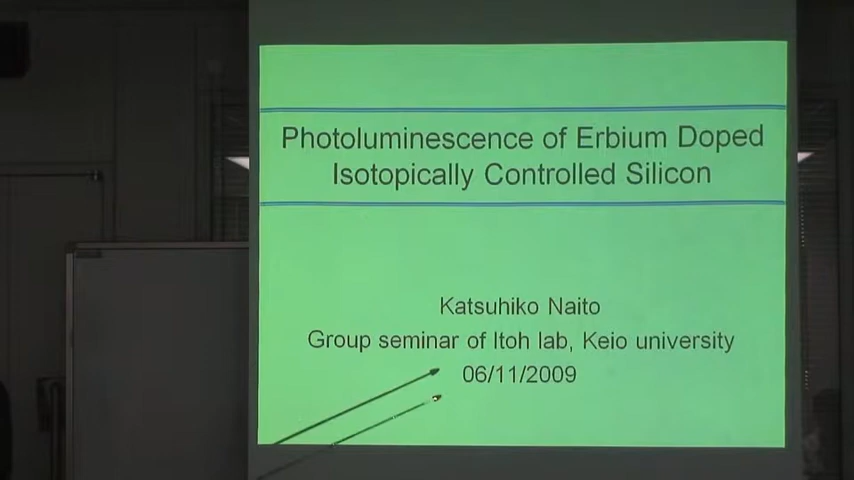 Photoluminescence of Erbium Doped
Isotopically Controlled Silicon
Katsuhiko Naito
Group seminar of Itoh lab, Keio university
06/11/2009